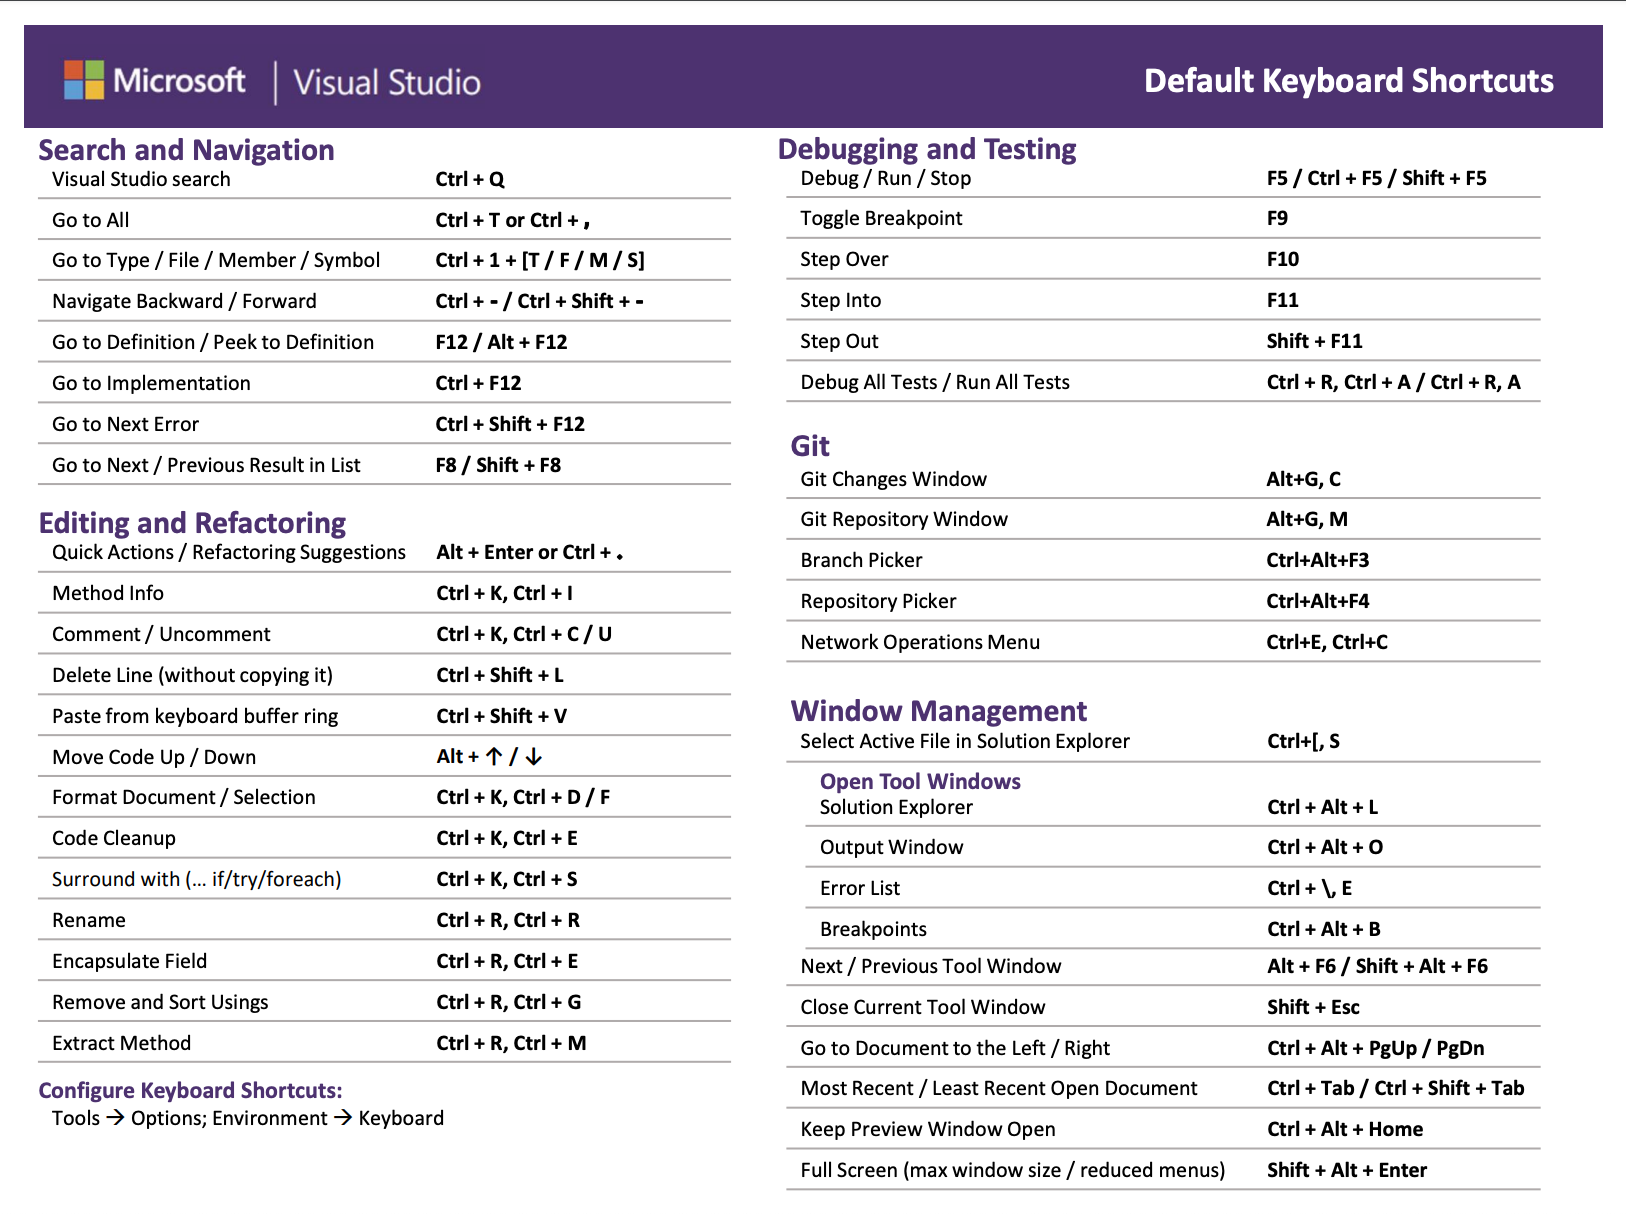 Microsoft | Visual Studio
Default Keyboard Shortcuts
Search and Navigation
Visual Studio search Ctrl + Q
Go to All Ctrl + T or Ctrl + ,
Go to Type / File / Member / Symbol Ctrl + 1 + [T / F / M / S]
Navigate Backward / Forward Ctrl + - / Ctrl + Shift + -
Go to Definition / Peek to Definition F12 / Alt + F12
Go to Implementation Ctrl + F12
Go to Next Error Ctrl + Shift + F12
Go to Next / Previous Result in List F8 / Shift + F8
Editing and Refactoring
Quick Actions / Refactoring Suggestions Alt + Enter or Ctrl + .
Method Info Ctrl + K, Ctrl + I
Comment / Uncomment Ctrl + K, Ctrl + C / U
Delete Line (without copying it) Ctrl + Shift + L
Paste from keyboard buffer ring Ctrl + Shift + V
Move Code Up / Down Alt + ↑ / ↓
Format Document / Selection Ctrl + K, Ctrl + D / F
Code Cleanup Ctrl + K, Ctrl + E
Surround with (... if/try/foreach) Ctrl + K, Ctrl + S
Rename Ctrl + R, Ctrl + R
Encapsulate Field Ctrl + R, Ctrl + E
Remove and Sort Usings Ctrl + R, Ctrl + G
Extract Method Ctrl + R, Ctrl + M
Configure Keyboard Shortcuts:
Tools → Options; Environment → Keyboard
Debugging and Testing
Debug / Run / Stop F5 / Ctrl + F5 / Shift + F5
Toggle Breakpoint F9
Step Over F10
Step Into F11
Step Out Shift + F11
Debug All Tests / Run All Tests Ctrl + R, Ctrl + A / Ctrl + R, A
Git
Git Changes Window Alt+G, C
Git Repository Window Alt+G, M
Branch Picker Ctrl+Alt+F3
Repository Picker Ctrl+Alt+F4
Network Operations Menu Ctrl+E, Ctrl+C
Window Management
Select Active File in Solution Explorer Ctrl+[, S
Open Tool Windows
Solution Explorer Ctrl + Alt + L
Output Window Ctrl + Alt + O
Error List Ctrl + \, E
Breakpoints Ctrl + Alt + B
Next / Previous Tool Window Alt + F6 / Shift + Alt + F6
Close Current Tool Window Shift + Esc
Go to Document to the Left / Right Ctrl + Alt + PgUp / PgDn
Most Recent / Least Recent Open Document Ctrl + Tab / Ctrl + Shift + Tab
Keep Preview Window Open Ctrl + Alt + Home
Full Screen (max window size / reduced menus) Shift + Alt + Enter